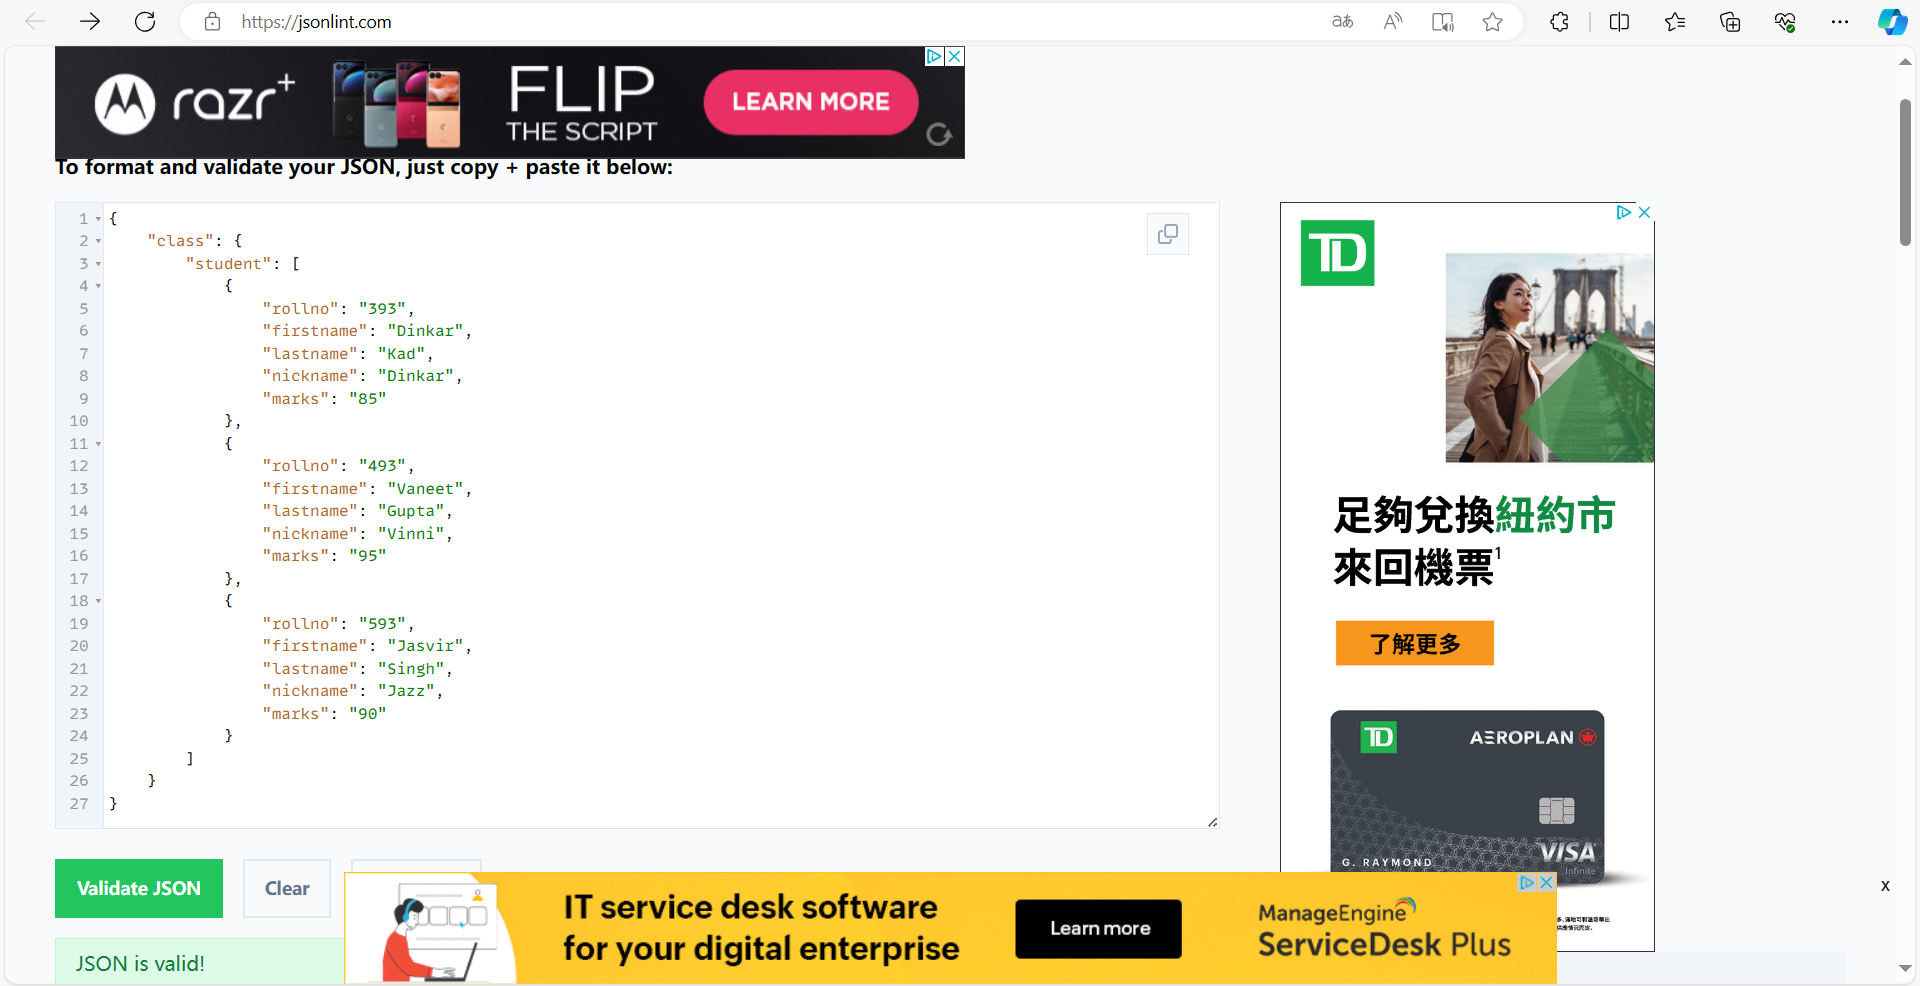 https://jsonlint.com
razr+
FLIP
THE SCRIPT
LEARN MORE
To format and validate your JSON, just copy + paste it below:
1 {
2 "class": {
3 "student": [
4 {
5 "rollno": "393",
6 "firstname": "Dinkar",
7 "lastname": "Kad",
8 "nickname": "Dinkar",
9 "marks": "85"
10 },
11 {
12 "rollno": "493",
13 "firstname": "Vaneet",
14 "lastname": "Gupta",
15 "nickname": "Vinni",
16 "marks": "95"
17 },
18 {
19 "rollno": "593",
20 "firstname": "Jasvir",
21 "lastname": "Singh",
22 "nickname": "Jazz",
23 "marks": "90"
24 }
25 ]
26 }
27 }
TD
足夠兌換紐約市
來回機票1
了解更多
TD
AEROPLAN
VISA
G. RAYMOND
Infinite
Validate JSON
Clear
JSON is valid!
IT service desk software
for your digital enterprise
Learn more
ManageEngine
ServiceDesk Plus
x